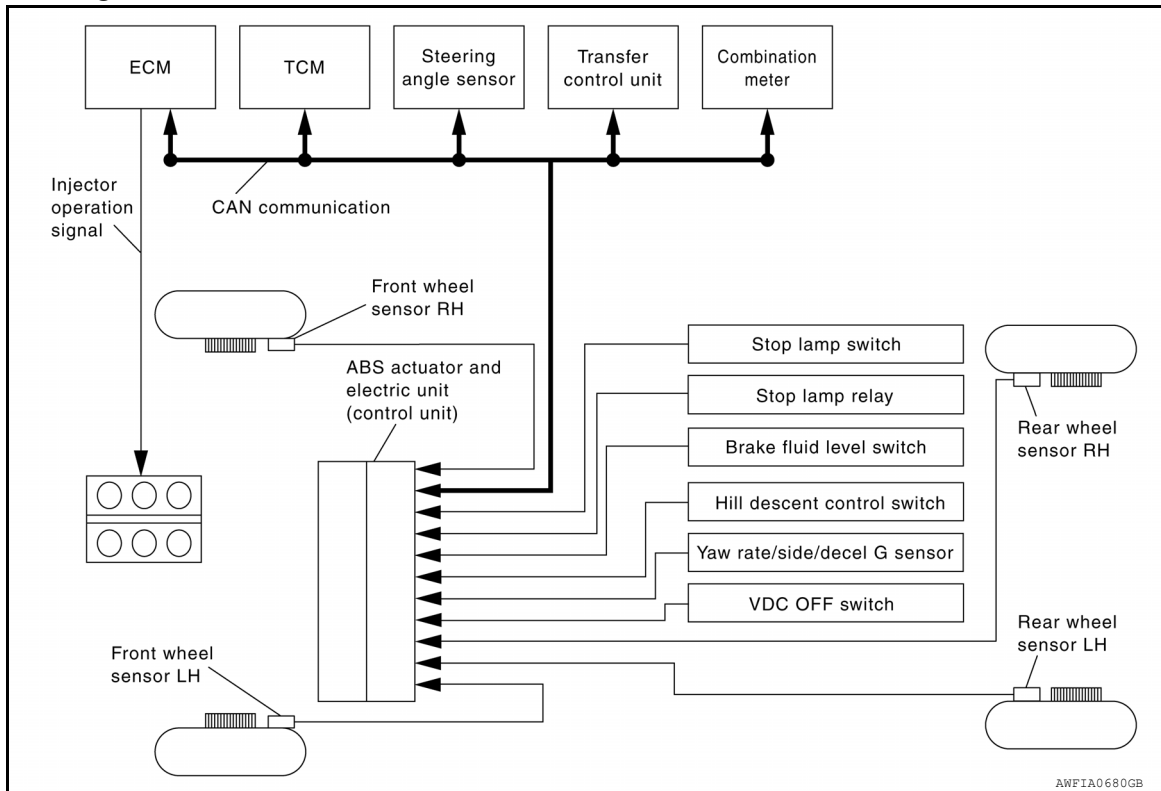 ECM
TCM
Steering
angle sensor
Transfer
control unit
Combination
meter
Injector
operation
signal
CAN communication
Front wheel
sensor RH
ABS actuator and
electric unit
(control unit)
Stop lamp switch
Stop lamp relay
Brake fluid level switch
Hill descent control switch
Yaw rate/side/decel G sensor
VDC OFF switch
Rear wheel
sensor RH
Rear wheel
sensor LH
Front wheel
sensor LH
AWFIA0680GB